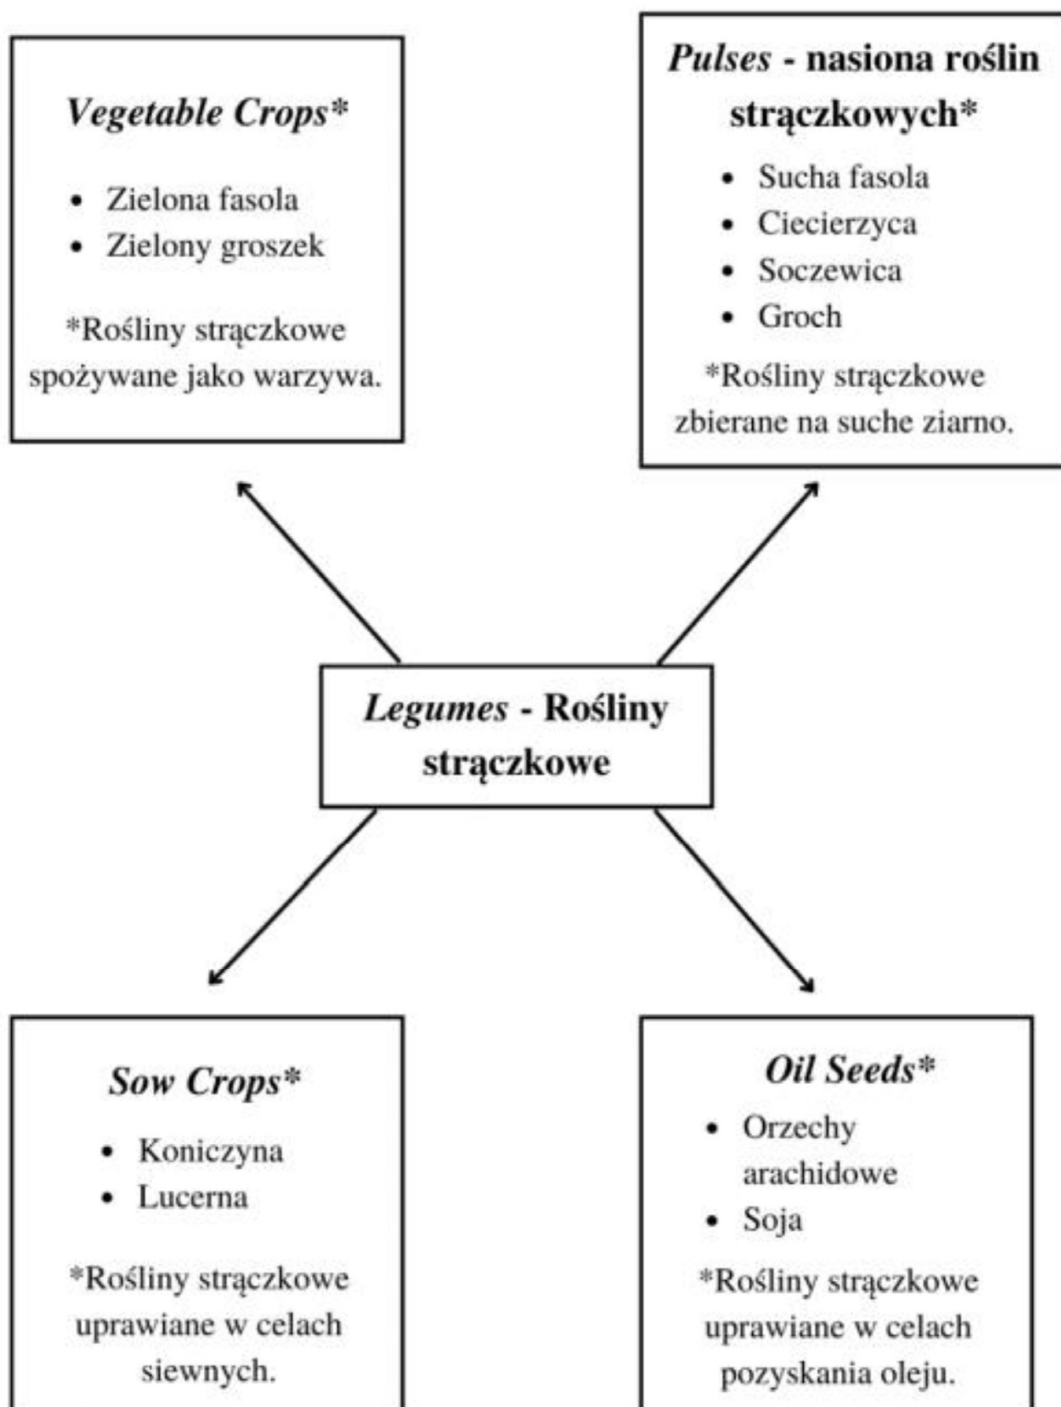 Vegetable Crops*
• Zielona fasola
• Zielony groszek
*Rośliny strączkowe
spożywane jako warzywa.
Pulses - nasiona roślin
strączkowych*
• Sucha fasola
• Ciecierzyca
• Soczewica
• Groch
*Rośliny strączkowe
zbierane na suche ziarno.
Legumes - Rośliny
strączkowe
Sow Crops*
• Koniczyna
• Lucerna
*Rośliny strączkowe
uprawiane w celach
siewnych.
Oil Seeds*
• Orzechy
arachidowe
• Soja
*Rośliny strączkowe
uprawiane w celach
pozyskania oleju.